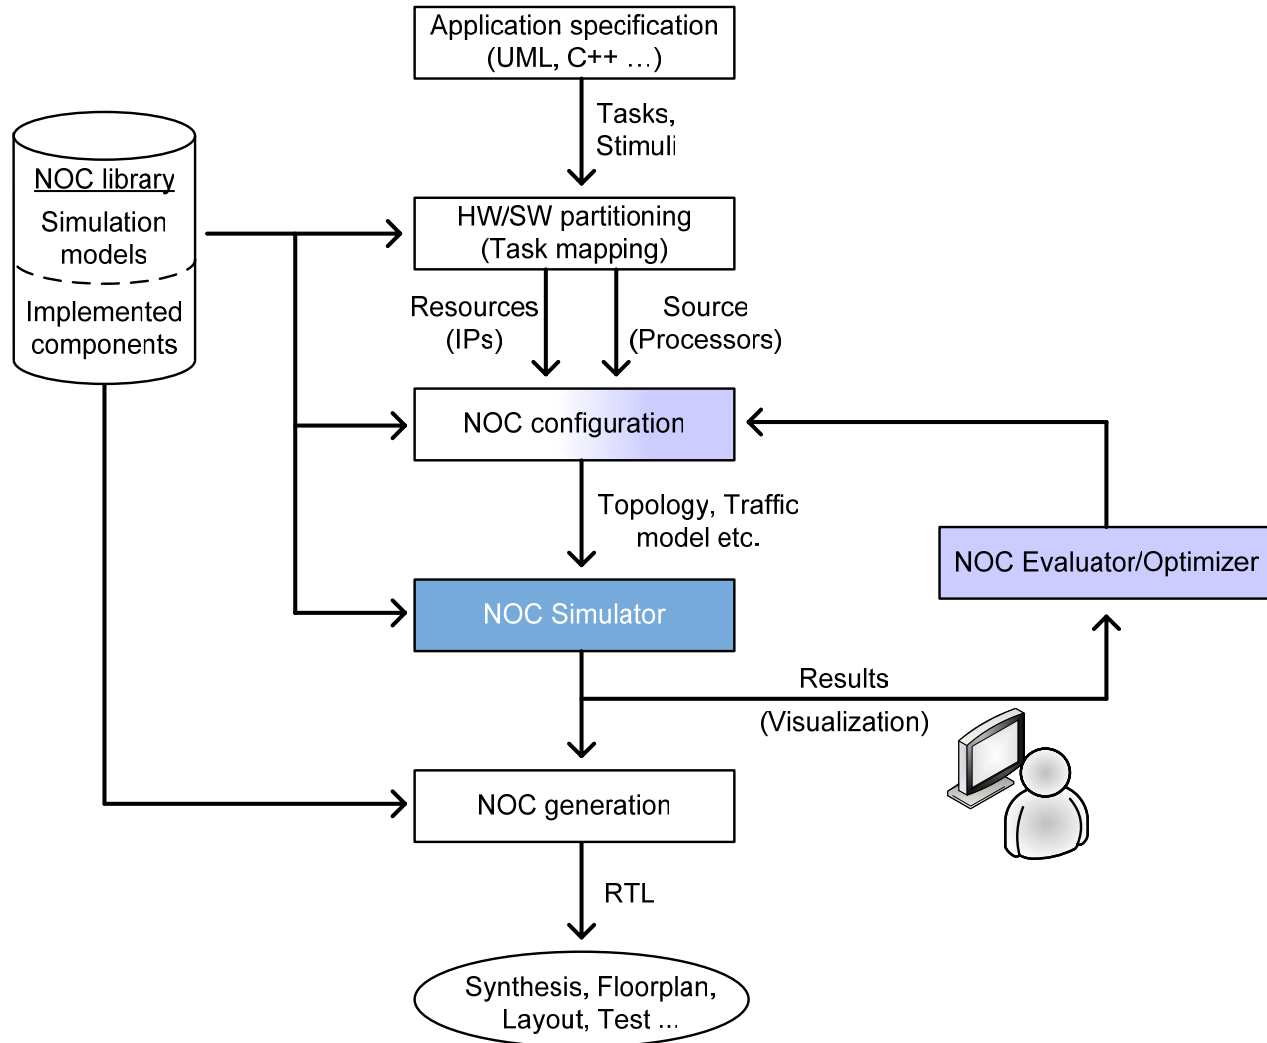 Application specification
(UML, C++ ...)
Tasks,
Stimuli
NOC library
Simulation
models
Implemented
components
HW/SW partitioning
(Task mapping)
Resources
(IPs)
Source
(Processors)
NOC configuration
Topology, Traffic
model etc.
NOC Evaluator/Optimizer
NOC Simulator
Results
(Visualization)
NOC generation
RTL
Synthesis, Floorplan,
Layout, Test ...